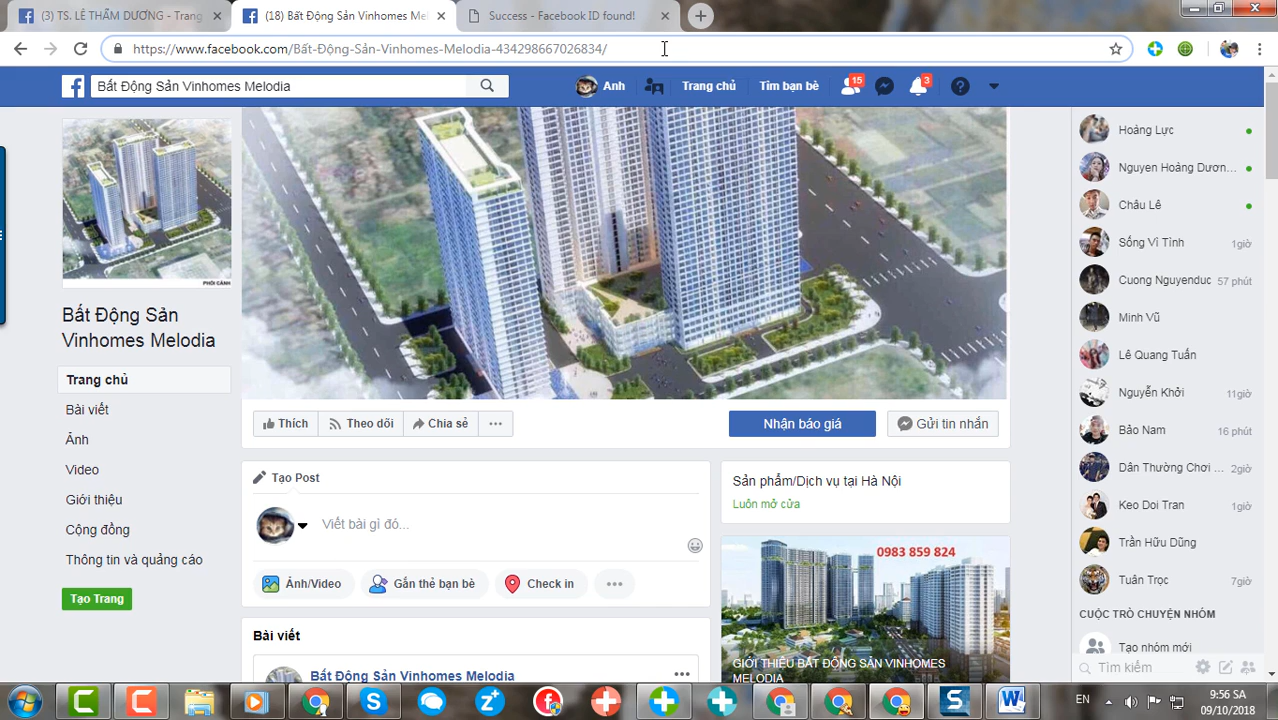 (3) TS. LÊ THẨM DƯƠNG - Trang
(18) Bất Động Sản Vinhomes Me
Success - Facebook ID found!
https://www.facebook.com/Bất-Động-Sản-Vinhomes-Melodia-434298667026834/
Bất Động Sản Vinhomes Melodia
Anh
Trang chủ
Tìm bạn bè
15
3
PHỐI CẢNH
Bất Động Sản
Vinhomes Melodia
Trang chủ
Bài viết
Ảnh
Video
Giới thiệu
Cộng đồng
Thông tin và quảng cáo
Tạo Trang
Thích
Theo dõi
Chia sẻ
Nhận báo giá
Gửi tin nhắn
Tạo Post
Viết bài gì đó...
Ảnh/Video
Gắn thẻ bạn bè
Check in
Bài viết
Bất Động Sản Vinhomes Melodia
Sản phẩm/Dịch vụ tại Hà Nội
Luôn mở cửa
0983 859 824
GIỚI THIỆU BẤT ĐỘNG SẢN VINHOMES
MELODIA
Hoàng Lực
Nguyen Hoàng Dươn...
Châu Lê
Sống Vì Tình 1giờ
Cuong Nguyenduc 57 phút
Minh Vũ
Lê Quang Tuấn
Nguyễn Khởi 11giờ
Bảo Nam 16 phút
Dân Thường Chơi ... 2giờ
Keo Doi Tran 1giờ
Trần Hữu Dũng
Tuấn Trọc 7giờ
CUỘC TRÒ CHUYỆN NHÓM
Tạo nhóm mới
Tìm kiếm
EN
9:56 SA
09/10/2018